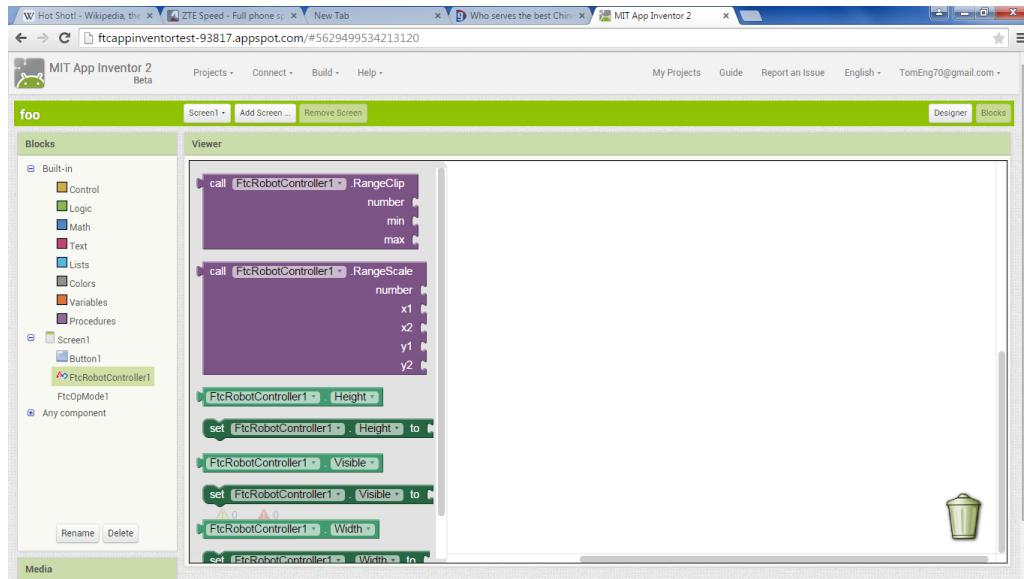 Hot Shot! - Wikipedia, the
ZTE Speed - Full phone sp
New Tab
Who serves the best Chin
MIT App Inventor 2
ftcappinventortest-93817.appspot.com/#5629499534213120
MIT App Inventor 2
Beta
Projects
Connect
Build
Help
My Projects
Guide
Report an Issue
English
TomEng70@gmail.com
foo
Screen1
Add Screen ...
Remove Screen
Designer
Blocks
Blocks
Built-in
Control
Logic
Math
Text
Lists
Colors
Variables
Procedures
Screen1
Button1
FtcRobotController1
FtcOpMode1
Any component
Rename
Delete
Media
Viewer
call FtcRobotController1 .RangeClip
number
min
max
call FtcRobotController1 .RangeScale
number
x1
x2
y1
y2
FtcRobotController1 . Height
set FtcRobotController1 . Height to
FtcRobotController1 . Visible
set FtcRobotController1 . Visible to
0 0
FtcRobotController1 . Width
set FtcRobotController1 . Width to